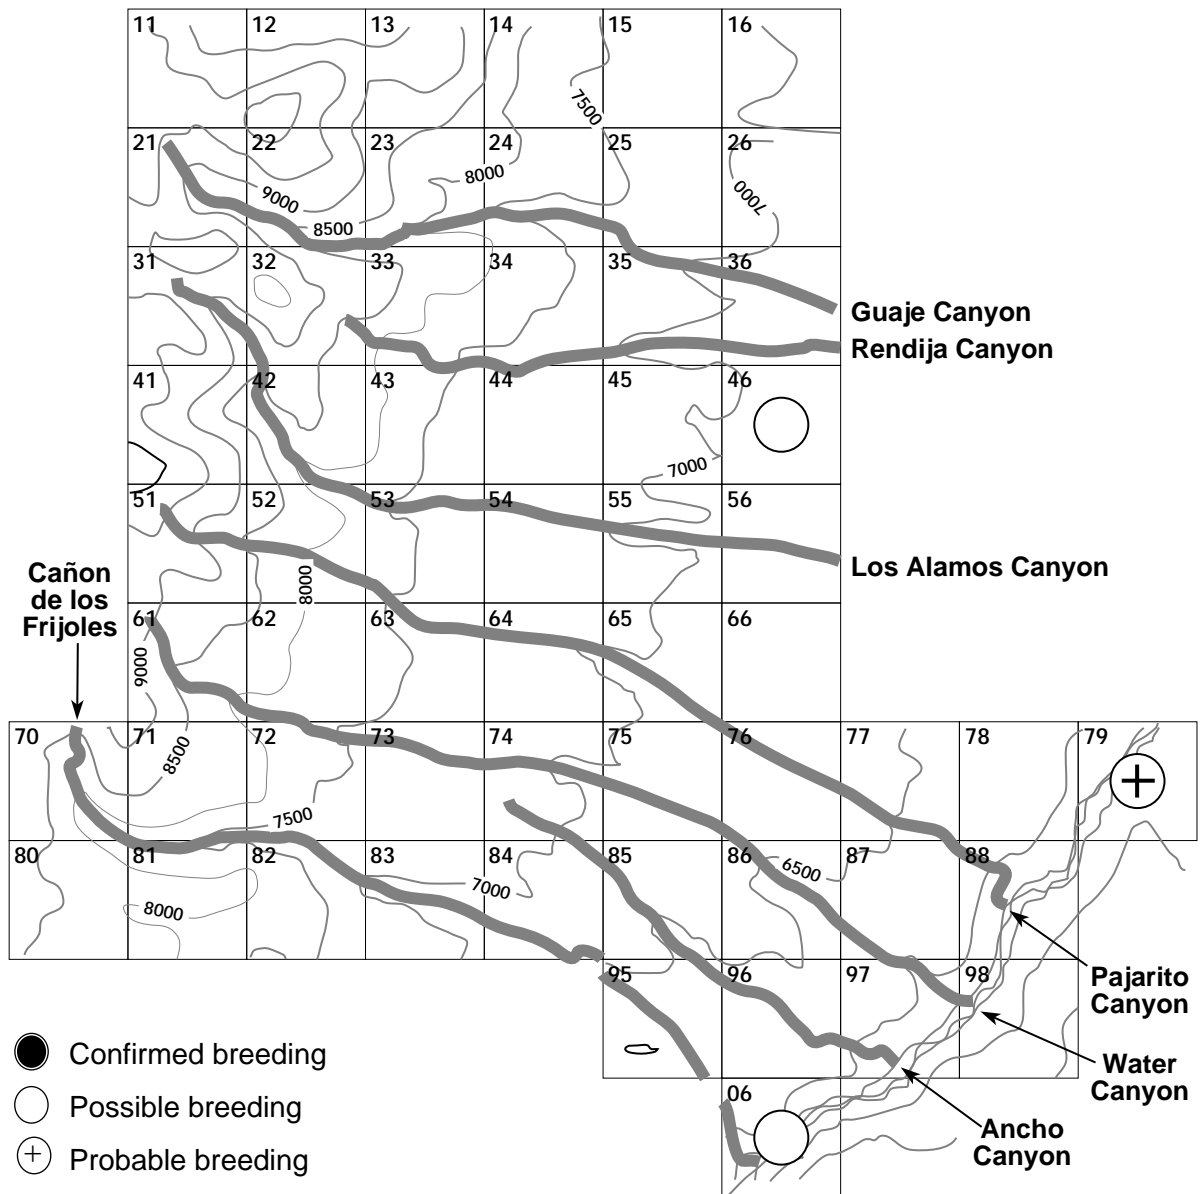 11 12 13 14 15 16
7500
21 22 23 24 25 26
8000
9000
7000
8500
31 32 33 34 35 36
Guaje Canyon
Rendija Canyon
41 42 43 44 45 46
7000
51 52 53 54 55 56
Los Alamos Canyon
Cañon
de los
Frijoles
8000
61 62 63 64 65 66
9000
70 71 72 73 74 75 76 77 78 79
8500
7500
80 81 82 83 84 85 86 87 88
6500
7000
8000
95 96 97 98
Pajarito
Canyon
Water
Canyon
06
Ancho
Canyon
Confirmed breeding
Possible breeding
Probable breeding